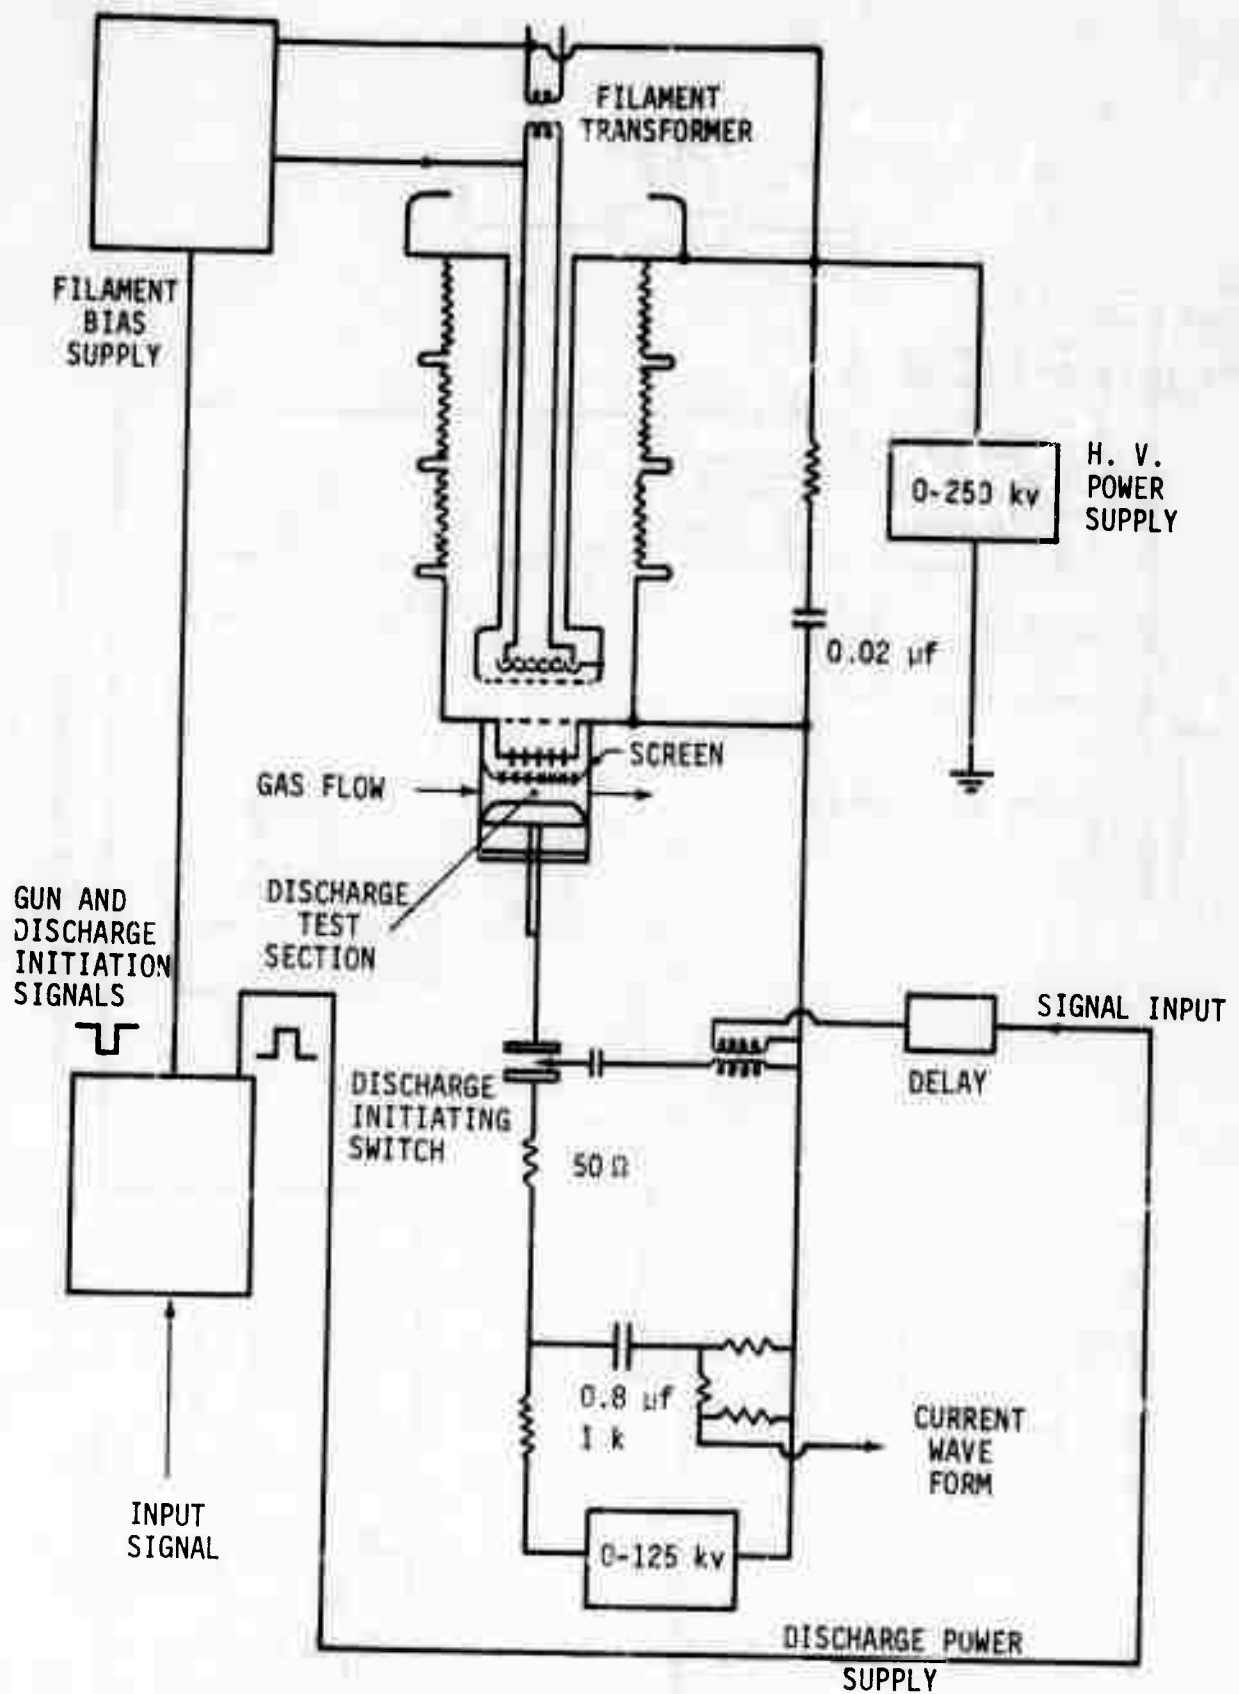 FILAMENT
TRANSFORMER
FILAMENT
BIAS
SUPPLY
H. V.
POWER
SUPPLY
0-250 kv
0.02 µf
SCREEN
GAS FLOW
DISCHARGE
TEST
SECTION
GUN AND
DISCHARGE
INITIATION
SIGNALS
SIGNAL INPUT
DELAY
DISCHARGE
INITIATING
SWITCH
50 Ω
0.8 µf
1 k
CURRENT
WAVE
FORM
INPUT
SIGNAL
0-125 kv
DISCHARGE POWER
SUPPLY